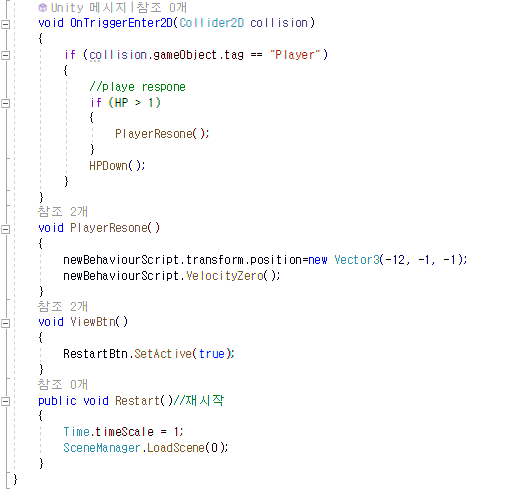 Unity 메시지|참조 0개
void OnTriggerEnter2D(Collider2D collision)
{
if (collision.gameObject.tag == "Player")
{
//playe respone
if (HP > 1)
{
PlayerResone();
}
HPDown();
}
}
참조 2개
void PlayerResone()
{
newBehaviourScript.transform.position=new Vector3(-12, -1, -1);
newBehaviourScript.VelocityZero();
}
참조 2개
void ViewBtn()
{
RestartBtn.SetActive(true);
}
참조 0개
public void Restart()//재시작
{
Time.timeScale = 1;
SceneManager.LoadScene(0);
}
}